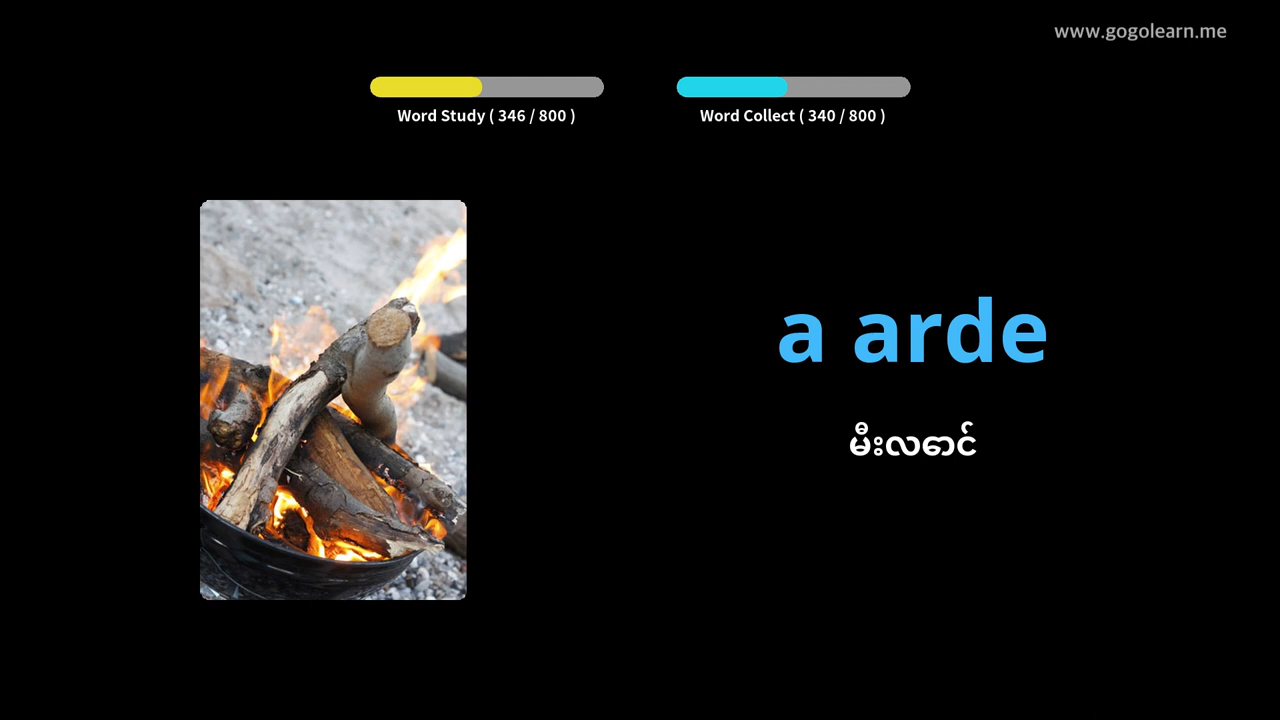 www.gogolearn.me
Word Study ( 346 / 800 )
Word Collect ( 340 / 800 )
a arde
မီးလောင်